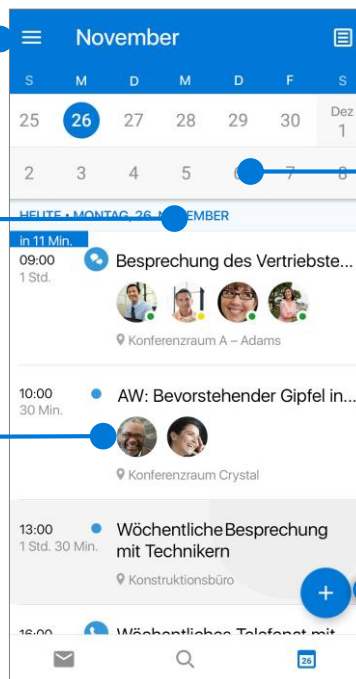 November
S M D M D F S
25 26 27 28 29 30 Dez 1
2 3 4 5 6 7 8
HEUTE • MONTAG, 26. NOVEMBER
in 11 Min.
09:00 Besprechung des Vertriebste...
1 Std.
Konferenzraum A – Adams
10:00 AW: Bevorstehender Gipfel in...
30 Min.
Konferenzraum Crystal
13:00 Wöchentliche Besprechung
1 Std. 30 Min. mit Technikern
Konstruktionsbüro
16:00 Wöchentliches Telefonat mit
26